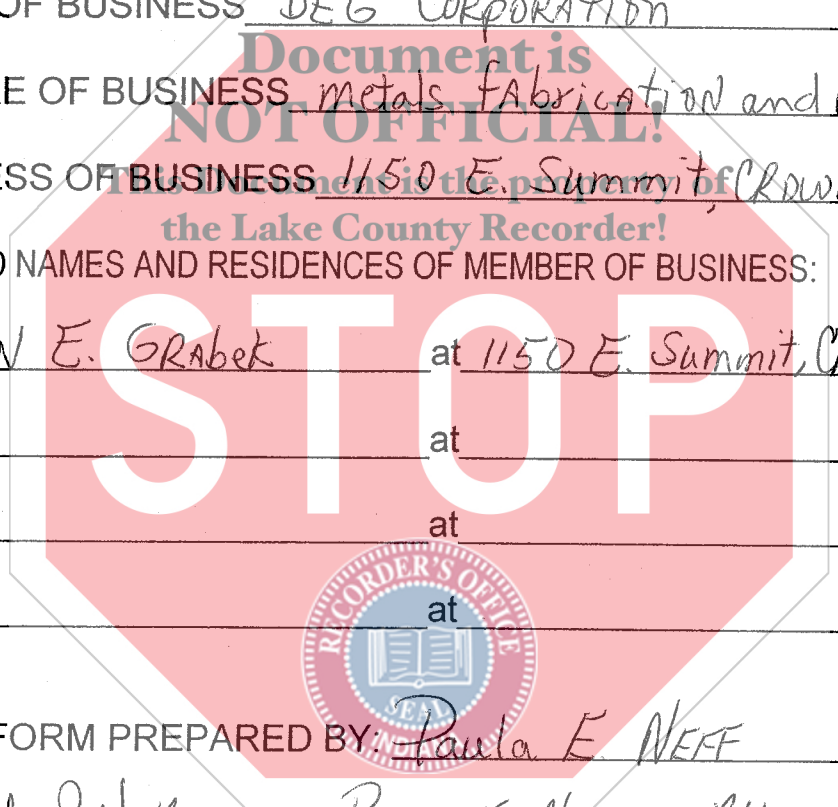 OF BUSINESS DEG CORPORATION
Document is
E OF BUSINESS Metals fabrication and
NOT OFFICIAL!
ESS OF BUSINESS 1150 E. Summit, CROW
This Document is the property of
the Lake County Recorder!
NAMES AND RESIDENCES OF MEMBER OF BUSINESS:
N E. GRAbek at 1150 E. Summit, C
STOP
at
at
at
RECORDER'S OFFICE
SEAL
INDIANA
FORM PREPARED BY: Paula E NEFF